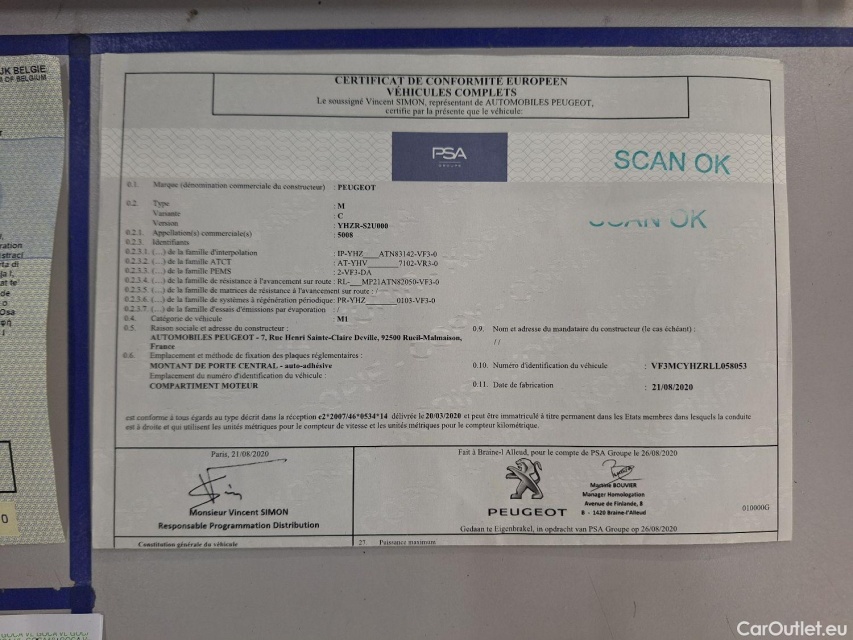 JK BELGIE
OF BELGIUM
CERTIFICAT DE CONFORMITE EUROPEEN
VÉHICULES COMPLETS
Le soussigné Vincent SIMON, représentant de AUTOMOBILES PEUGEOT,
certifie par la présente que le véhicule:
PSA
GROUPE
SCAN OK
SCAN OK
0.1. Marque (dénomination commerciale du constructeur) : PEUGEOT
0.2. Type : M
Variante : C
Version : YHZR-S2U000
0.2.1. Appellation(s) commerciale(s) : 5008
0.2.3. Identifiants
0.2.3.1. (...) de la famille d'interpolation : IP-YHZ____ATN83142-VF3-0
0.2.3.2. (...) de la famille ATCT : AT-YHV________7102-VR3-0
0.2.3.3. (...) de la famille PEMS : 2-VF3-DA
0.2.3.4. (...) de la famille de résistance à l'avancement sur route : RL-___MP21ATN82050-VF3-0
0.2.3.5. (...) de la famille de matrices de résistance à l'avancement sur route : /
0.2.3.6. (...) de la famille de systèmes à régénération périodique: PR-YHZ________0103-VF3-0
0.2.3.7. (...) de la famille d'essais d'émissions par évaporation : /
0.4. Catégorie de véhicule : M1
0.5. Raison sociale et adresse du constructeur :
AUTOMOBILES PEUGEOT - 7, Rue Henri Sainte-Claire Deville, 92500 Rueil-Malmaison,
France
0.6. Emplacement et méthode de fixation des plaques réglementaires :
MONTANT DE PORTE CENTRAL - auto-adhésive
Emplacement du numéro d'identification du véhicule :
COMPARTIMENT MOTEUR
0.9. Nom et adresse du mandataire du constructeur (le cas échéant) :
/ /
0.10. Numéro d'identification du véhicule : VF3MCYHZRLL058053
0.11. Date de fabrication : 21/08/2020
est conforme à tous égards au type décrit dans la réception e2*2007/46*0534*14 délivrée le 20/03/2020 et peut être immatriculé à titre permanent dans les Etats membres dans lesquels la conduite
est à droite et qui utilisent les unités métriques pour le compteur de vitesse et les unités métriques pour le compteur kilométrique.
Paris, 21/08/2020
Monsieur Vincent SIMON
Responsable Programmation Distribution
Fait à Braine-l Alleud, pour le compte de PSA Groupe le 26/08/2020
PEUGEOT
Martine BOUVIER
Manager Homologation
Avenue de Finlande, 8
B - 1420 Braine-l'Alleud
010000G
Gedaan te Eigenbrakel, in opdracht van PSA Groupe op 26/08/2020
Constitution générale du véhicule
27 Puissance maximum
CarOutlet.eu